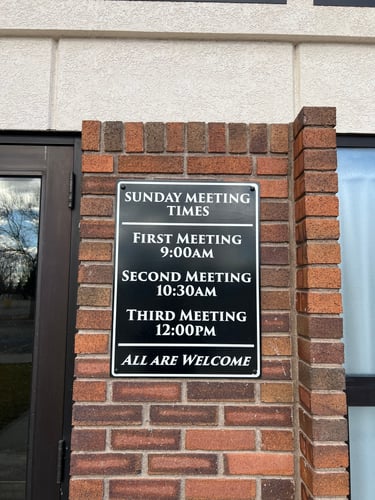 SUNDAY MEETING
TIMES
FIRST MEETING
9:00AM
SECOND MEETING
10:30AM
THIRD MEETING
12:00PM
ALL ARE WELCOME